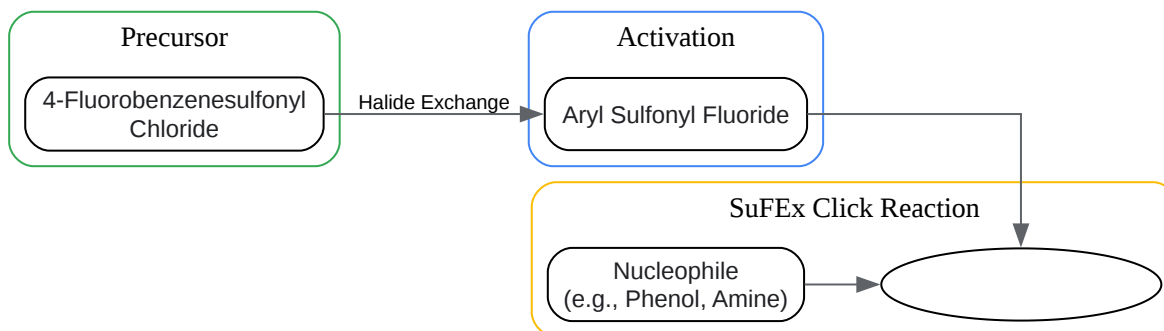 Precursor
4-Fluorobenzenesulfonyl
Chloride
Halide Exchange
Activation
Aryl Sulfonyl Fluoride
SuFEx Click Reaction
Nucleophile
(e.g., Phenol, Amine)